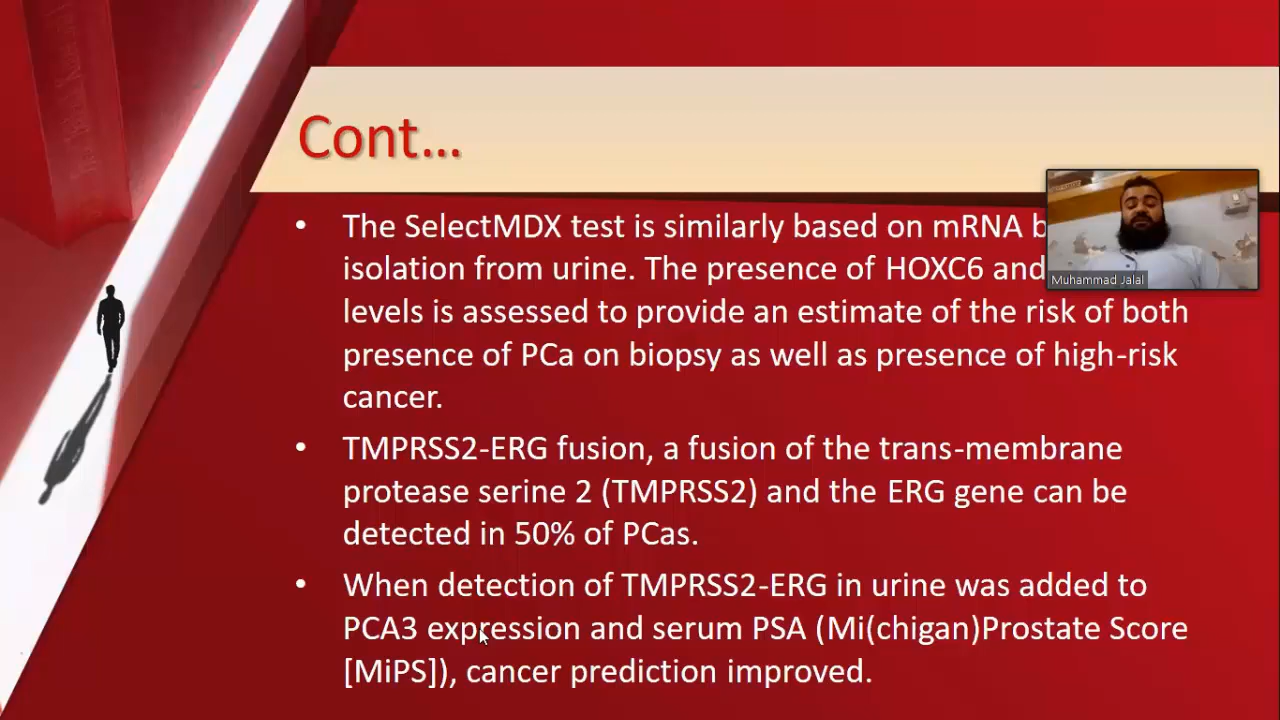 Cont...
• The SelectMDX test is similarly based on mRNA
isolation from urine. The presence of HOXC6 and
levels is assessed to provide an estimate of the risk of both
presence of PCa on biopsy as well as presence of high-risk
cancer.
• TMPRSS2-ERG fusion, a fusion of the trans-membrane
protease serine 2 (TMPRSS2) and the ERG gene can be
detected in 50% of PCas.
• When detection of TMPRSS2-ERG in urine was added to
PCA3 expression and serum PSA (Mi(chigan)Prostate Score
[MiPS]), cancer prediction improved.
Muhammad Jalal